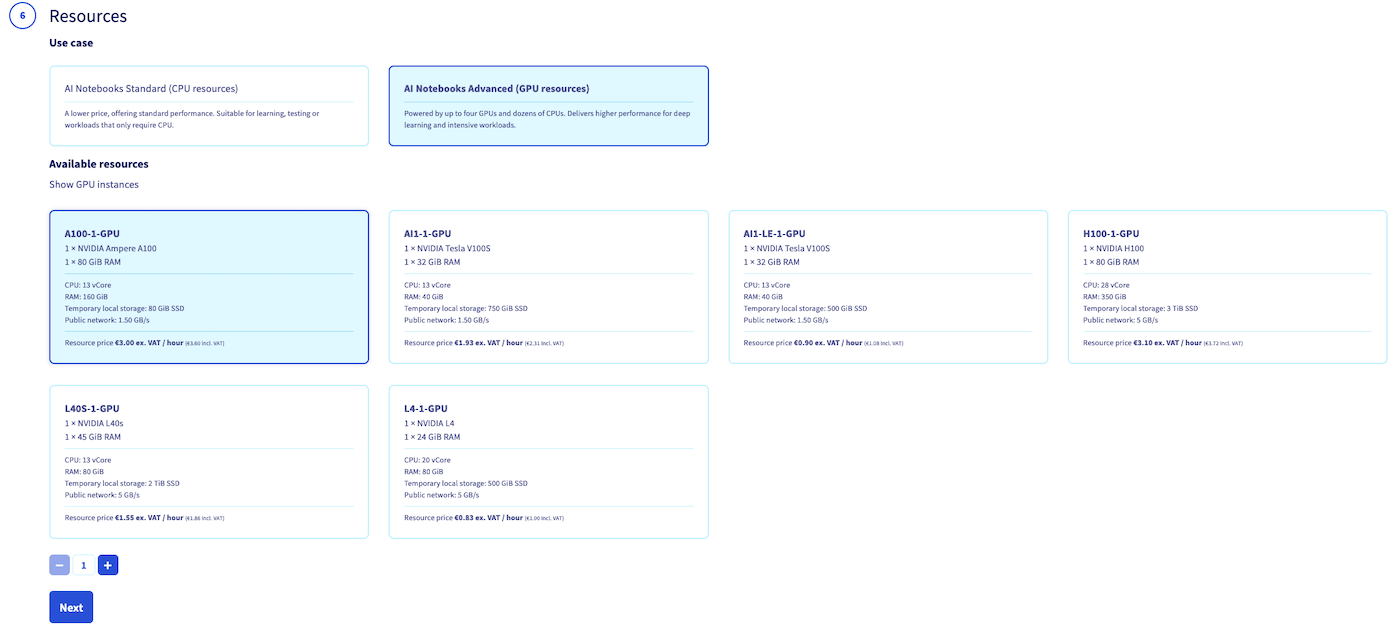 6
Resources
Use case
AI Notebooks Standard (CPU resources)
A lower price, offering standard performance. Suitable for learning, testing or
workloads that only require CPU.
AI Notebooks Advanced (GPU resources)
Powered by up to four GPUs and dozens of CPUs. Delivers higher performance for deep
learning and intensive workloads.
Available resources
Show GPU instances
A100-1-GPU
1 × NVIDIA Ampere A100
1 × 80 GiB RAM
CPU: 13 vCore
RAM: 160 GiB
Temporary local storage: 80 GiB SSD
Public network: 1.50 GB/s
Resource price €3.00 ex. VAT / hour (€3.60 incl. VAT)
AI1-1-GPU
1 × NVIDIA Tesla V100S
1 × 32 GiB RAM
CPU: 13 vCore
RAM: 40 GiB
Temporary local storage: 750 GiB SSD
Public network: 1.50 GB/s
Resource price €1.93 ex. VAT / hour (€2.31 incl. VAT)
AI1-LE-1-GPU
1 × NVIDIA Tesla V100S
1 × 32 GiB RAM
CPU: 13 vCore
RAM: 40 GiB
Temporary local storage: 500 GiB SSD
Public network: 1.50 GB/s
Resource price €0.90 ex. VAT / hour (€1.08 incl. VAT)
H100-1-GPU
1 × NVIDIA H100
1 × 80 GiB RAM
CPU: 28 vCore
RAM: 350 GiB
Temporary local storage: 3 TiB SSD
Public network: 5 GB/s
Resource price €3.10 ex. VAT / hour (€3.72 incl. VAT)
L40S-1-GPU
1 × NVIDIA L40s
1 × 45 GiB RAM
CPU: 13 vCore
RAM: 80 GiB
Temporary local storage: 2 TiB SSD
Public network: 5 GB/s
Resource price €1.55 ex. VAT / hour (€1.86 incl. VAT)
L4-1-GPU
1 × NVIDIA L4
1 × 24 GiB RAM
CPU: 20 vCore
RAM: 80 GiB
Temporary local storage: 500 GiB SSD
Public network: 5 GB/s
Resource price €0.83 ex. VAT / hour (€1.00 incl. VAT)
− 1 +
Next